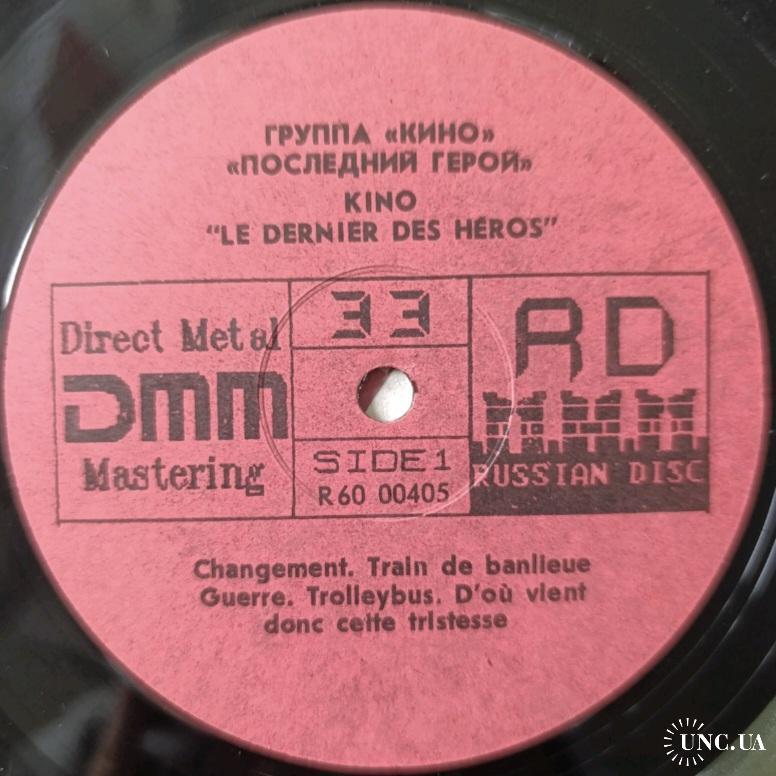 ГРУППА «КИНО»
«ПОСЛЕДНИЙ ГЕРОЙ»
KINO
"LE DERNIER DES HÉROS"
Direct Metal
DMM
Mastering
33
SIDE 1
R60 00405
RD
RUSSIAN DISC
Changement. Train de banlieue
Guerre. Trolleybus. D'où vient
donc cette tristesse
UNC.UA